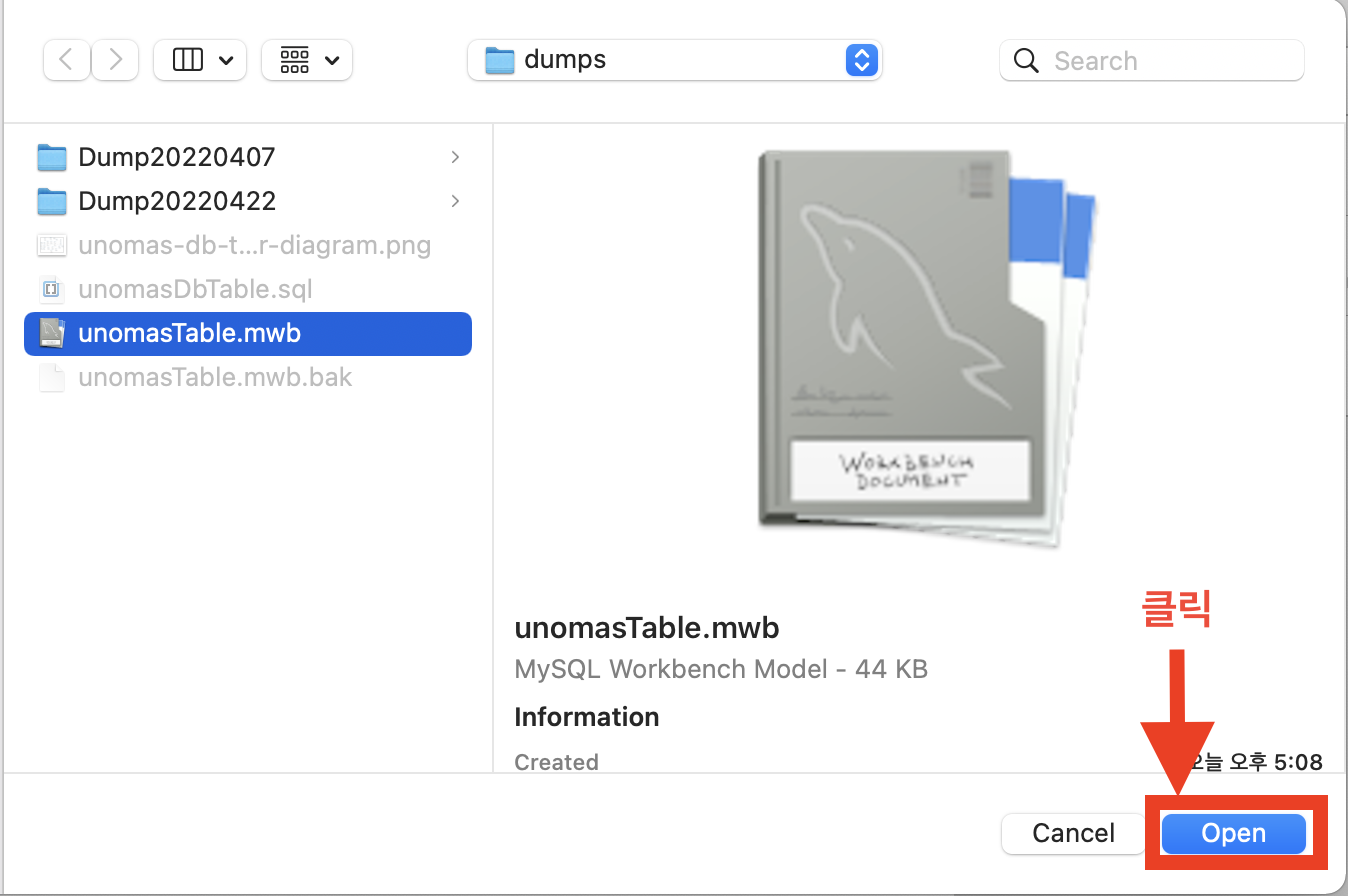 dumps
Search
Dump20220407
Dump20220422
unomas-db-t...r-diagram.png
unomasDbTable.sql
unomasTable.mwb
unomasTable.mwb.bak
WORKBENCH
DOCUMENT
unomasTable.mwb
MySQL Workbench Model - 44 KB
Information
Created
오늘 오후 5:08
클릭
Cancel
Open